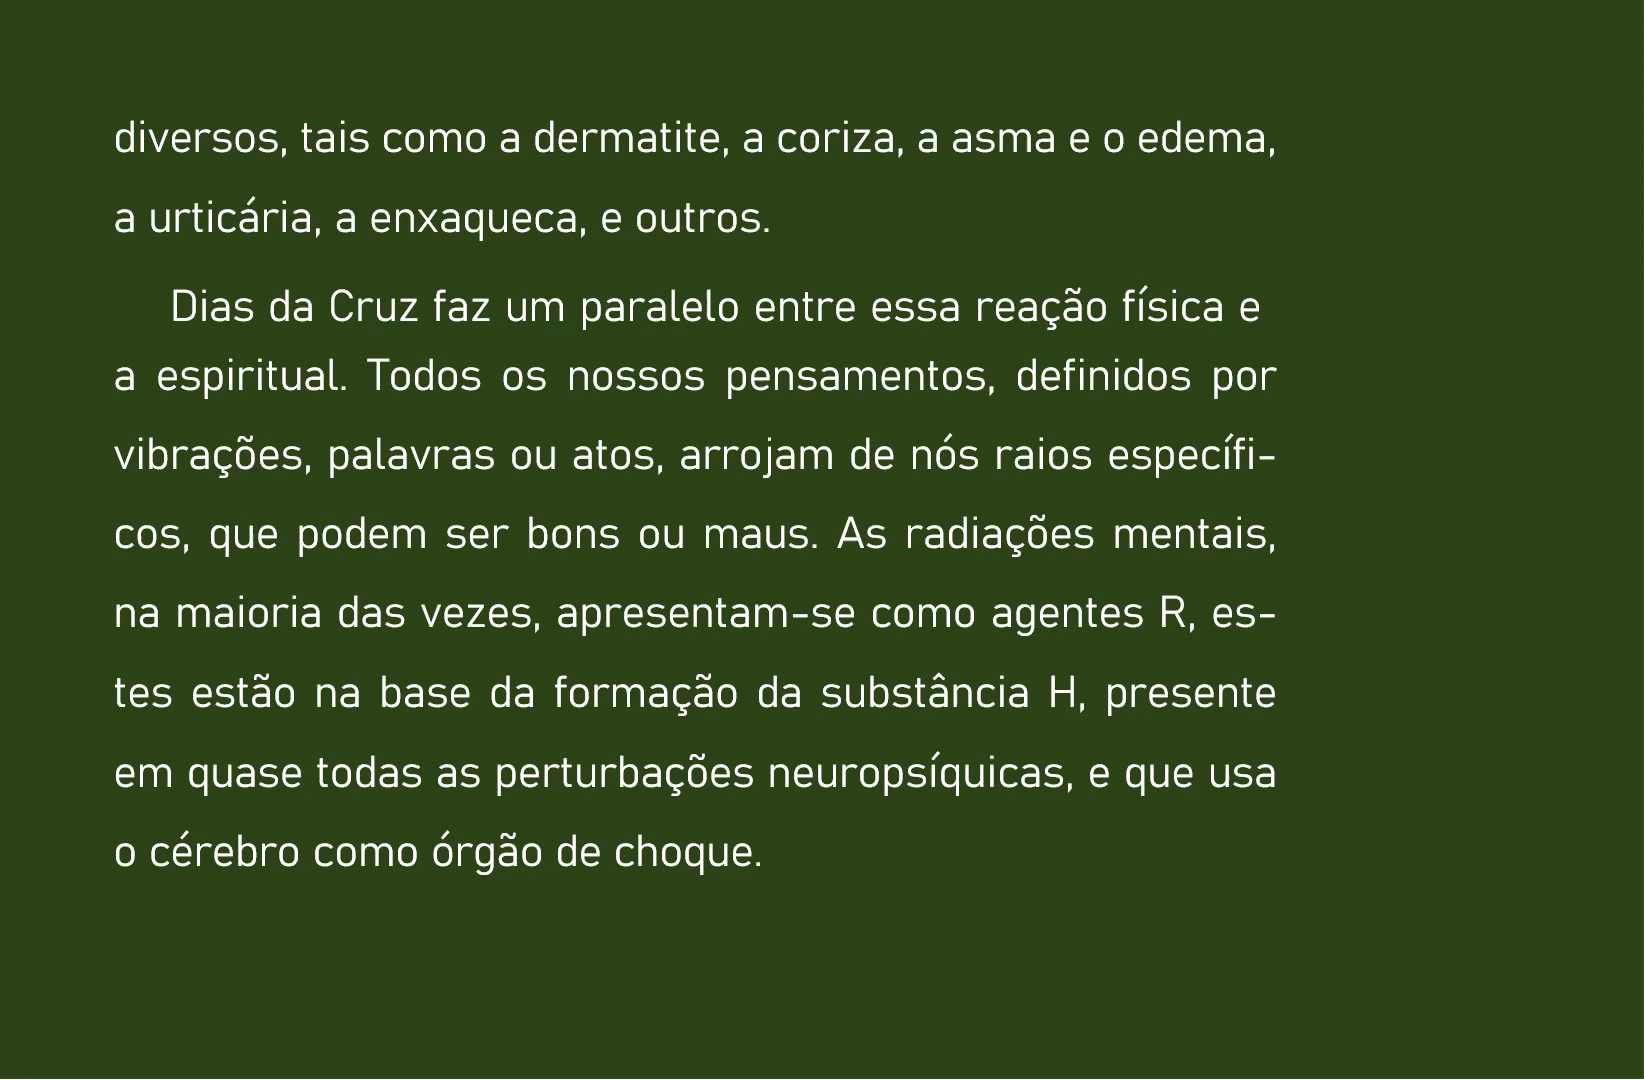 diversos, tais como a dermatite, a coriza, a asma e o edema,
a urticária, a enxaqueca, e outros.
Dias da Cruz faz um paralelo entre essa reação física e
a espiritual. Todos os nossos pensamentos, definidos por
vibrações, palavras ou atos, arrojam de nós raios específi-
cos, que podem ser bons ou maus. As radiações mentais,
na maioria das vezes, apresentam-se como agentes R, es-
tes estão na base da formação da substância H, presente
em quase todas as perturbações neuropsíquicas, e que usa
o cérebro como órgão de choque.